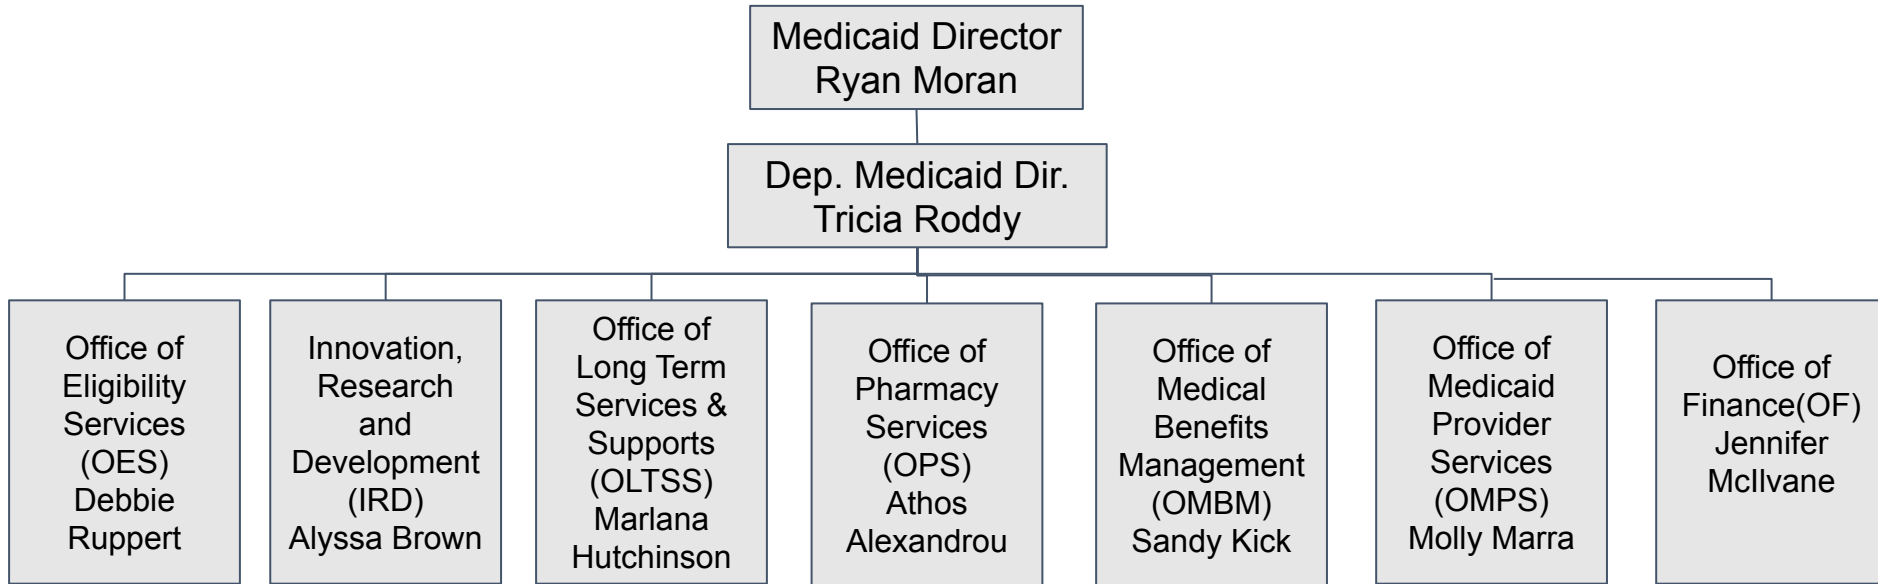 Medicaid Director
Ryan Moran
Dep. Medicaid Dir.
Tricia Roddy
Office of
Eligibility
Services
(OES)
Debbie
Ruppert
Innovation,
Research
and
Development
(IRD)
Alyssa Brown
Office of
Long Term
Services &
Supports
(OLTSS)
Marlana
Hutchinson
Office of
Pharmacy
Services
(OPS)
Athos
Alexandrou
Office of
Medical
Benefits
Management
(OMBM)
Sandy Kick
Office of
Medicaid
Provider
Services
(OMPS)
Molly Marra
Office of
Finance(OF)
Jennifer
McIlvane